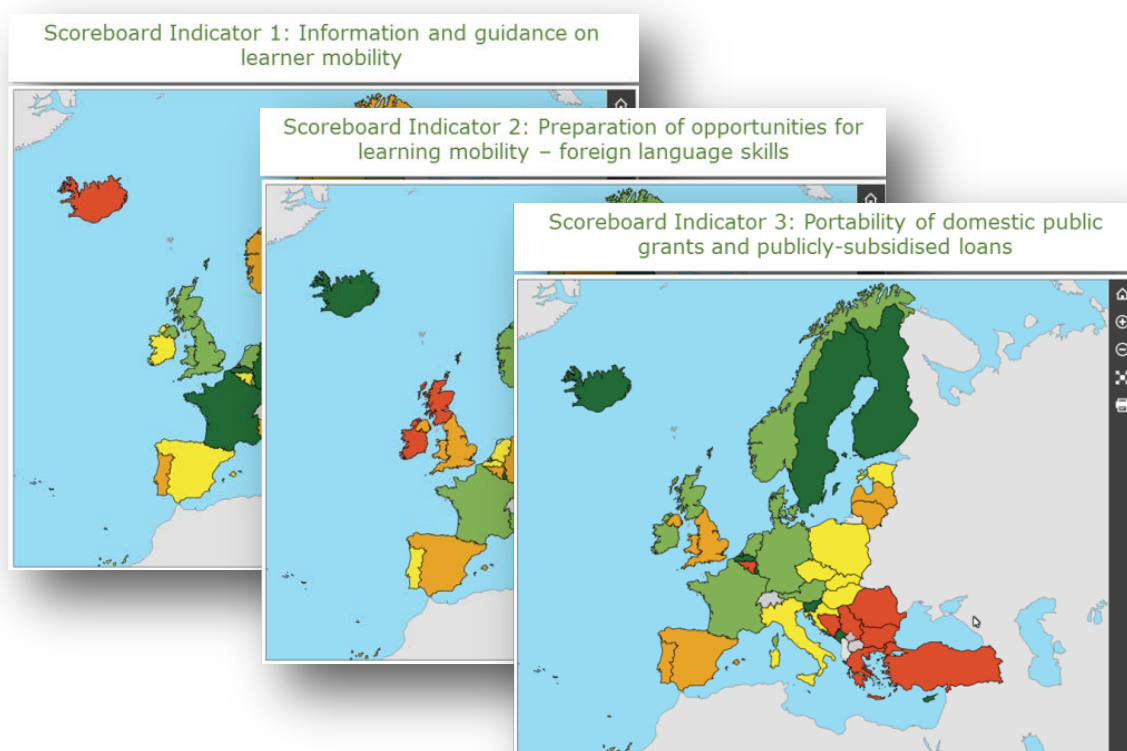 Scoreboard Indicator 1: Information and guidance on
learner mobility
Scoreboard Indicator 2: Preparation of opportunities for
learning mobility – foreign language skills
Scoreboard Indicator 3: Portability of domestic public
grants and publicly-subsidised loans